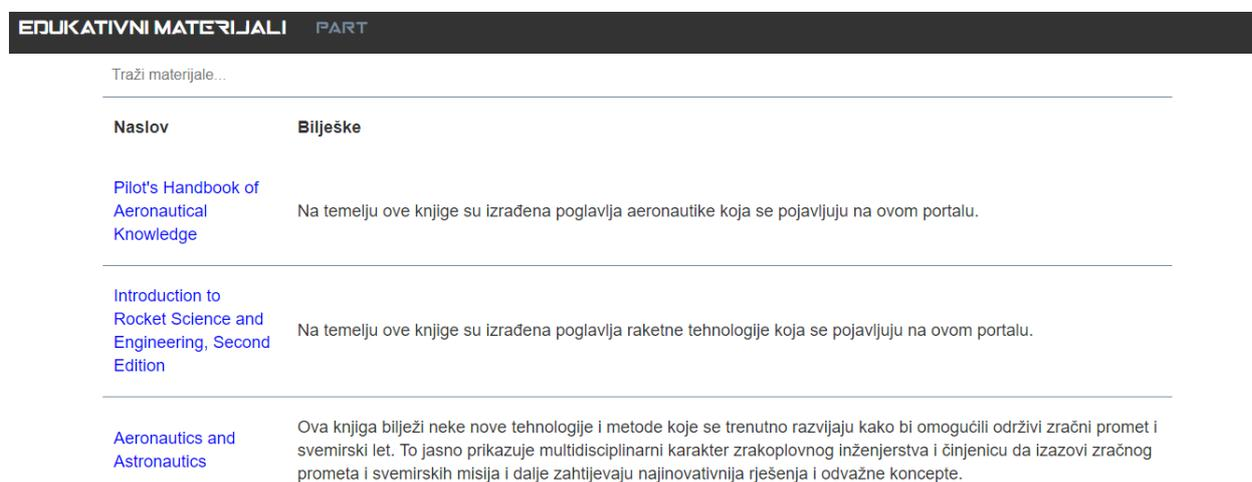 EDUKATIVNI MATERIJALI PART
Traži materijale...
Naslov Bilješke
Pilot's Handbook of
Aeronautical
Knowledge
Na temelju ove knjige su izrađena poglavlja aeronautike koja se pojavljuju na ovom portalu.
Introduction to
Rocket Science and
Engineering, Second
Edition
Na temelju ove knjige su izrađena poglavlja raketne tehnologije koja se pojavljuju na ovom portalu.
Aeronautics and
Astronautics
Ova knjiga bilježi neke nove tehnologije i metode koje se trenutno razvijaju kako bi omogućili održivi zračni promet i
svemirski let. To jasno prikazuje multidisciplinarni karakter zrakoplovnog inženjerstva i činjenicu da izazovi zračnog
prometa i svemirskih misija i dalje zahtijevaju najinovativnija rješenja i odvažne koncepte.